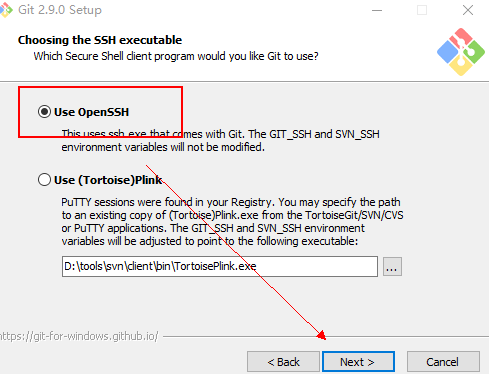 Git 2.9.0 Setup
Choosing the SSH executable
Which Secure Shell client program would you like Git to use?
Use OpenSSH
This uses ssh.exe that comes with Git. The GIT_SSH and SVN_SSH
environment variables will not be modified.
Use (Tortoise)Plink
PuTTY sessions were found in your Registry. You may specify the path
to an existing copy of (Tortoise)Plink.exe from the TortoiseGit/SVN/CVS
or PuTTY applications. The GIT_SSH and SVN_SSH environment
variables will be adjusted to point to the following executable:
D:\tools\svn\client\bin\TortoisePlink.exe
...
https://git-for-windows.github.io/
< Back
Next >
Cancel